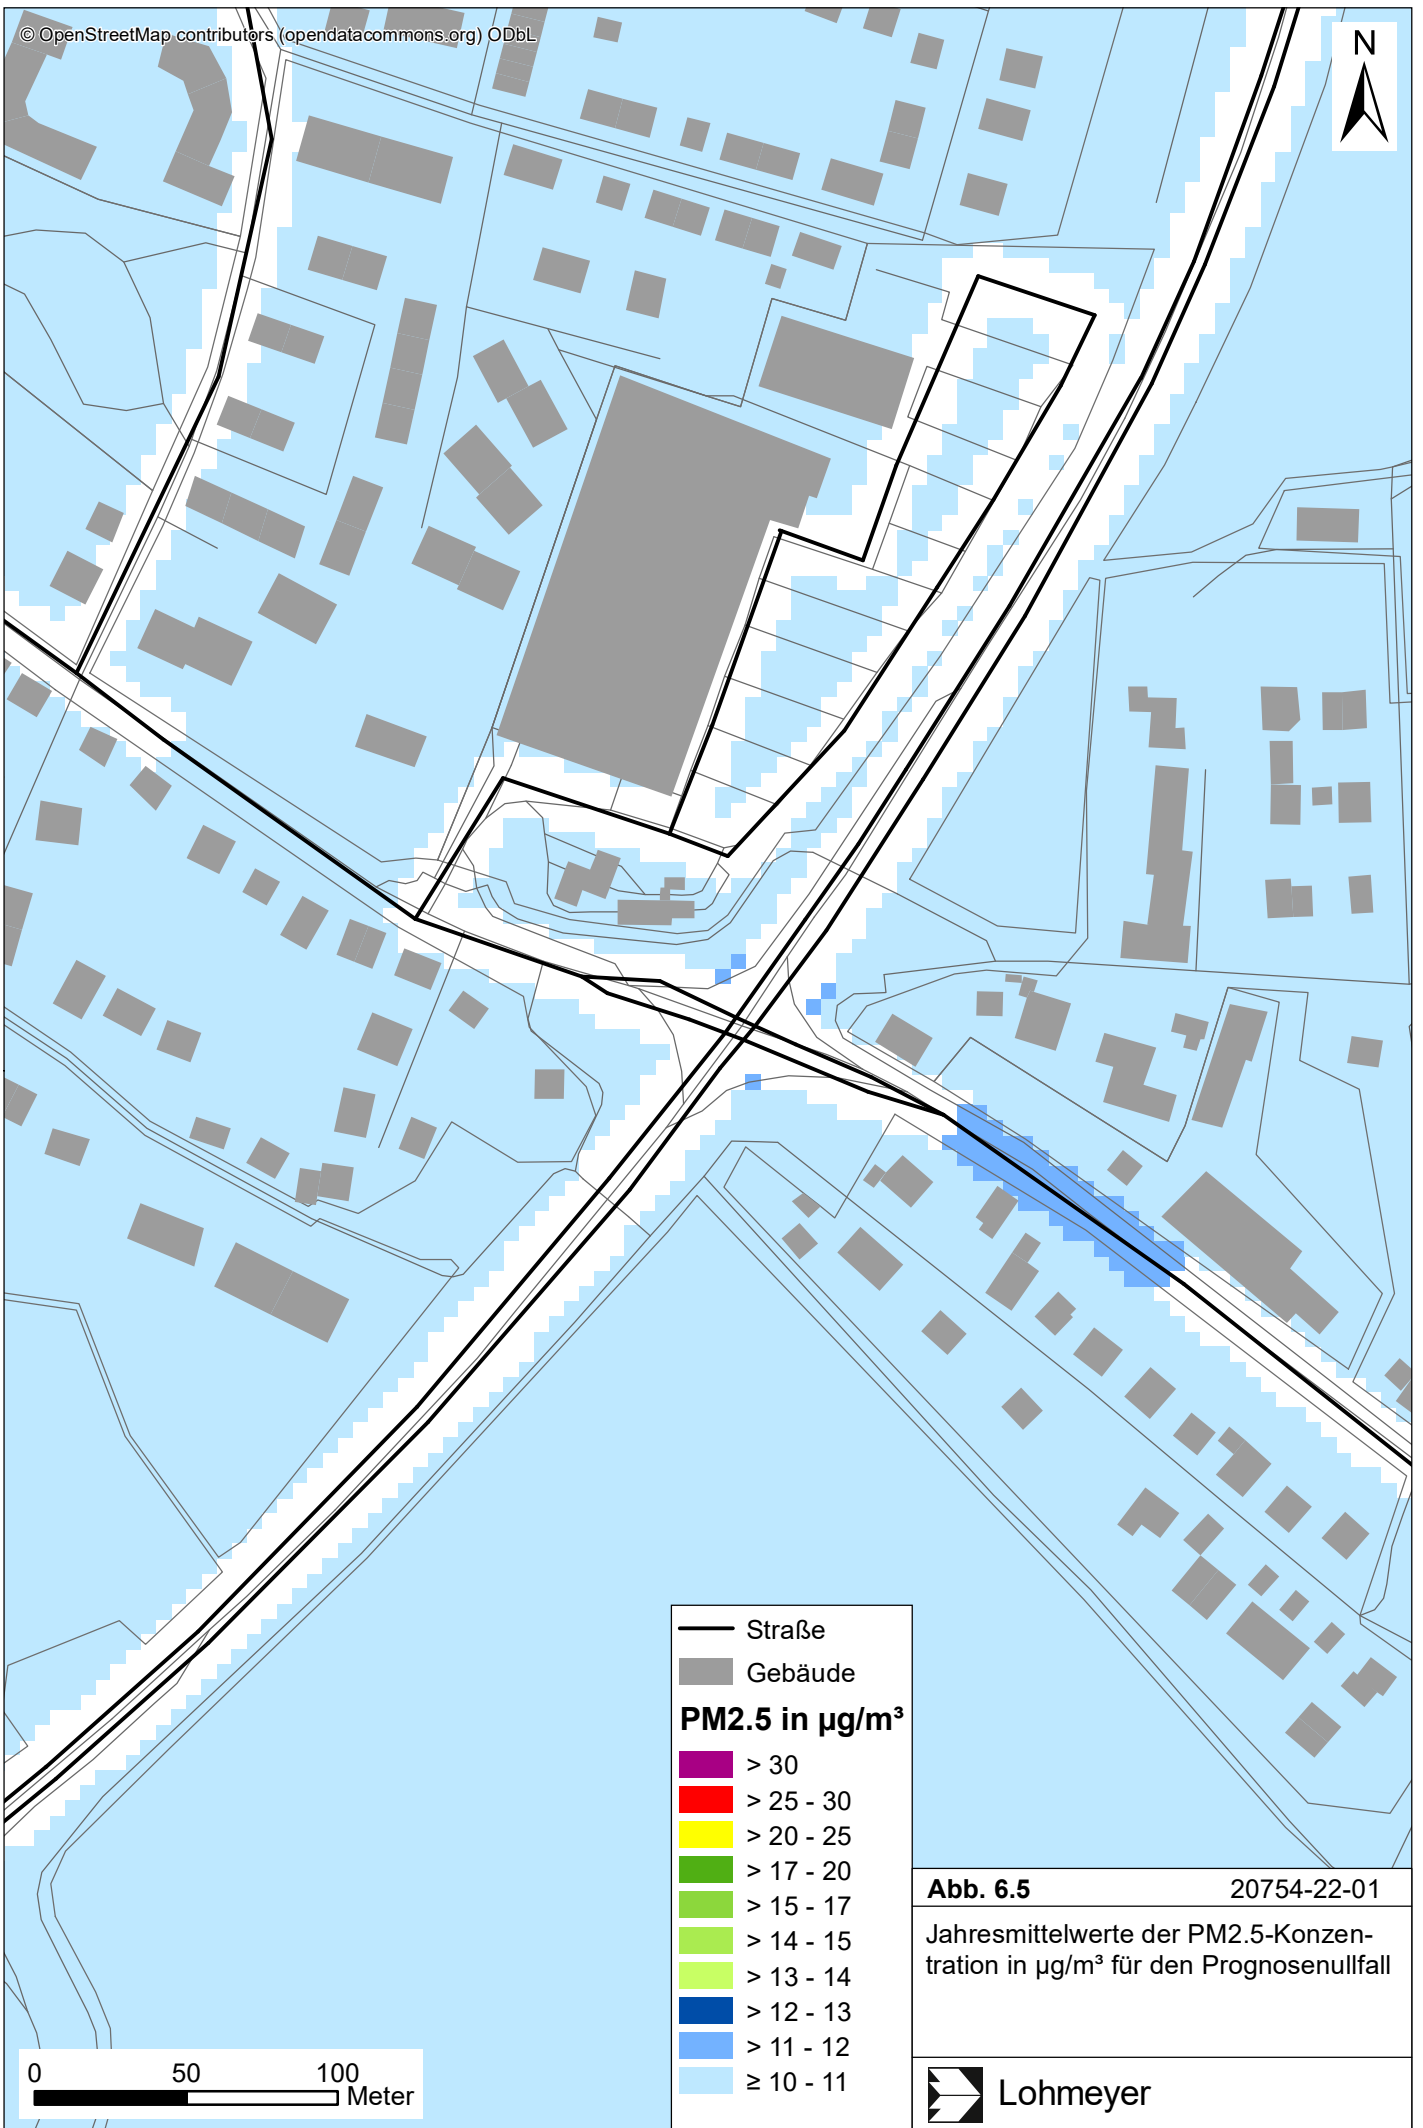 © OpenStreetMap contributors (opendatacommons.org) ODbL
N
Straße
Gebäude
PM2.5 in µg/m³
> 30
> 25 - 30
> 20 - 25
> 17 - 20
> 15 - 17
> 14 - 15
> 13 - 14
> 12 - 13
> 11 - 12
≥ 10 - 11
Abb. 6.5 20754-22-01
Jahresmittelwerte der PM2.5-Konzen-
tration in µg/m³ für den Prognosenullfall
Lohmeyer
0 50 100
Meter